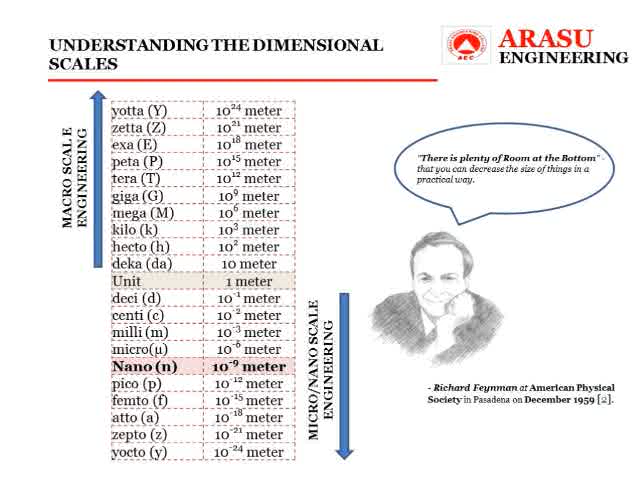 UNDERSTANDING THE DIMENSIONAL
SCALES
AEC
ARASU
ENGINEERING
MACRO SCALE
ENGINEERING
yotta (Y) 10²⁴ meter
zetta (Z) 10²¹ meter
exa (E) 10¹⁸ meter
peta (P) 10¹⁵ meter
tera (T) 10¹² meter
giga (G) 10⁹ meter
mega (M) 10⁶ meter
kilo (k) 10³ meter
hecto (h) 10² meter
deka (da) 10 meter
Unit 1 meter
deci (d) 10⁻¹ meter
centi (c) 10⁻² meter
milli (m) 10⁻³ meter
micro(µ) 10⁻⁶ meter
Nano (n) 10⁻⁹ meter
pico (p) 10⁻¹² meter
femto (f) 10⁻¹⁵ meter
atto (a) 10⁻¹⁸ meter
zepto (z) 10⁻²¹ meter
yocto (y) 10⁻²⁴ meter
MICRO/NANO SCALE
ENGINEERING
"There is plenty of Room at the Bottom" -
that you can decrease the size of things in a
practical way.
- Richard Feynman at American Physical
Society in Pasadena on December 1959 [2].